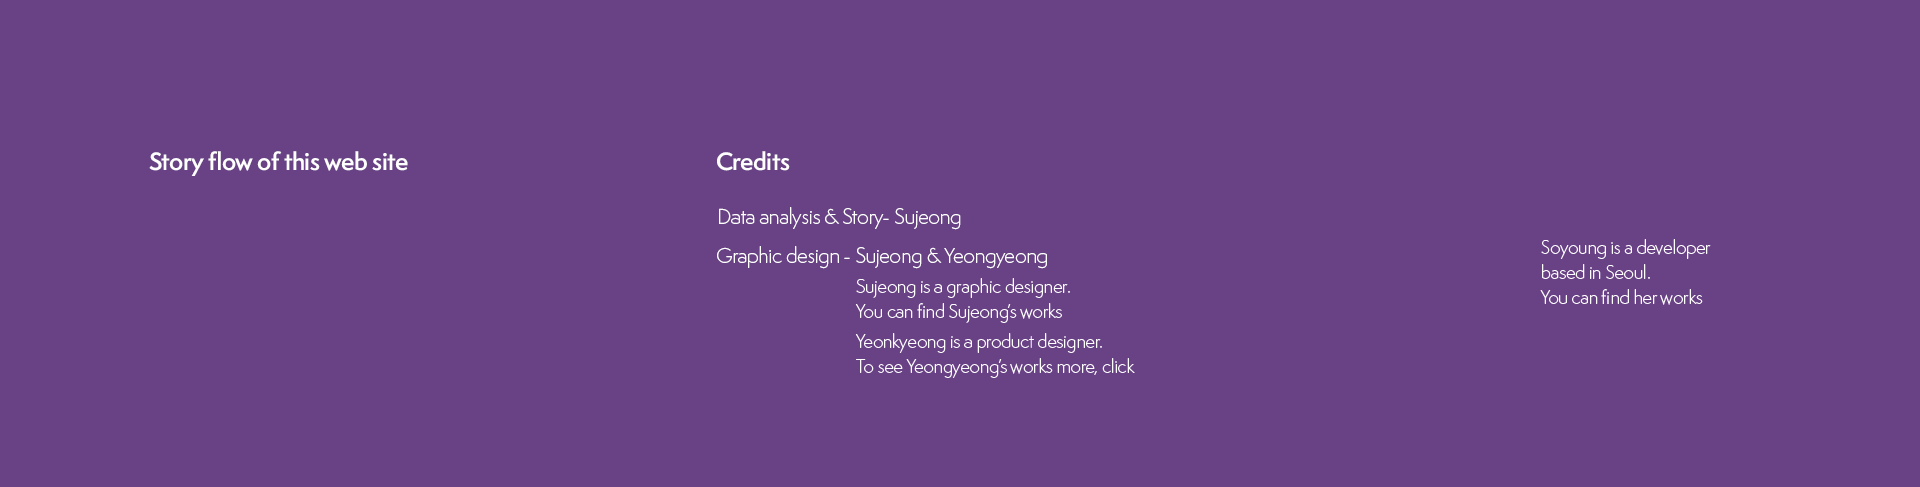 Story flow of this web site
Credits
Data analysis & Story- Sujeong
Graphic design - Sujeong & Yeongyeong
Sujeong is a graphic designer.
You can find Sujeong's works
Yeonkyeong is a product designer.
To see Yeongyeong's works more, click
Soyoung is a developer
based in Seoul.
You can find her works